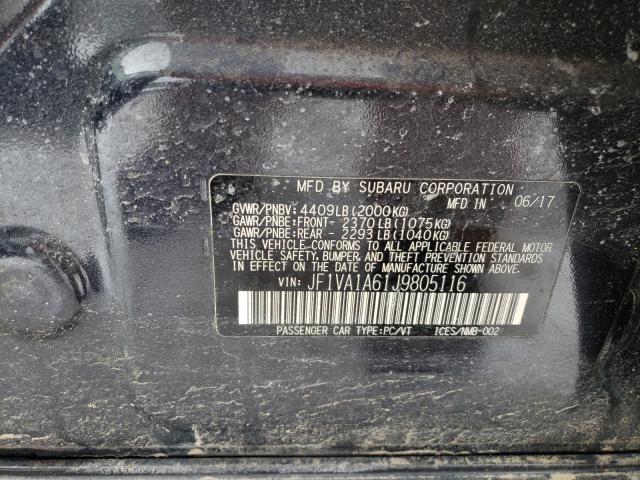 MFD BY SUBARU CORPORATION
MFD IN 06/17
GVWR/PNBV: 4409LB(2000KG)
GAWR/PNBE:FRONT - 2370LB(1075KG)
GAWR/PNBE:REAR - 2293LB(1040KG)
THIS VEHICLE CONFORMS TO ALL APPLICABLE FEDERAL MOTOR
VEHICLE SAFETY, BUMPER, AND THEFT PREVENTION STANDARDS
IN EFFECT ON THE DATE OF MANUFACTURE SHOWN ABOVE.
VIN: JF1VA1A61J9805116
PASSENGER CAR TYPE:PC/VT ICES/NMB-002